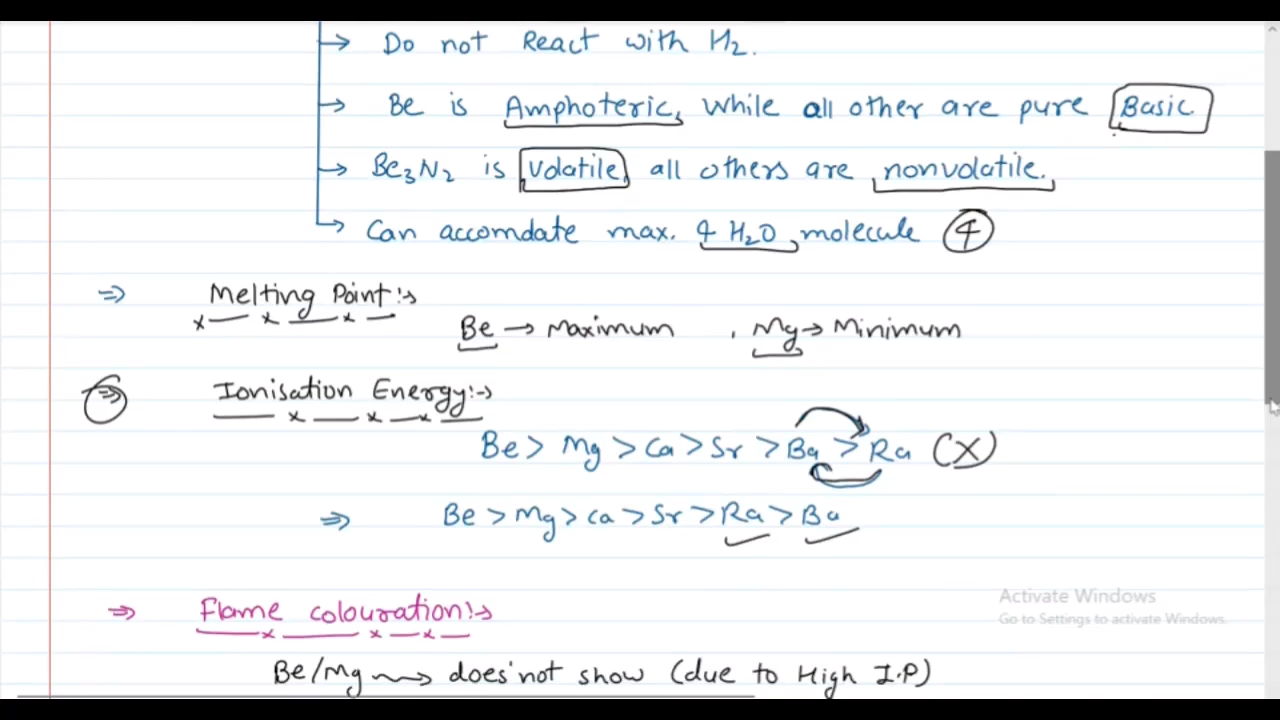 → Do not React with H₂.
→ Be is Amphoteric, while all other are pure Basic
→ Be₃N₂ is Volatile, all others are nonvolatile.
→ Can accomdate max. 4 H₂O molecule 4
⇒ Melting Point :→
Be → Maximum , Mg → Minimum
⇒ Ionisation Energy :→
Be > Mg > Ca > Sr > Ba > Ra (X)
⇒ Be > Mg > Ca > Sr > Ra > Ba
⇒ Flame colouration :→
Be/Mg → does not show (due to High I.P)
Activate Windows
Go to Settings to activate Windows.